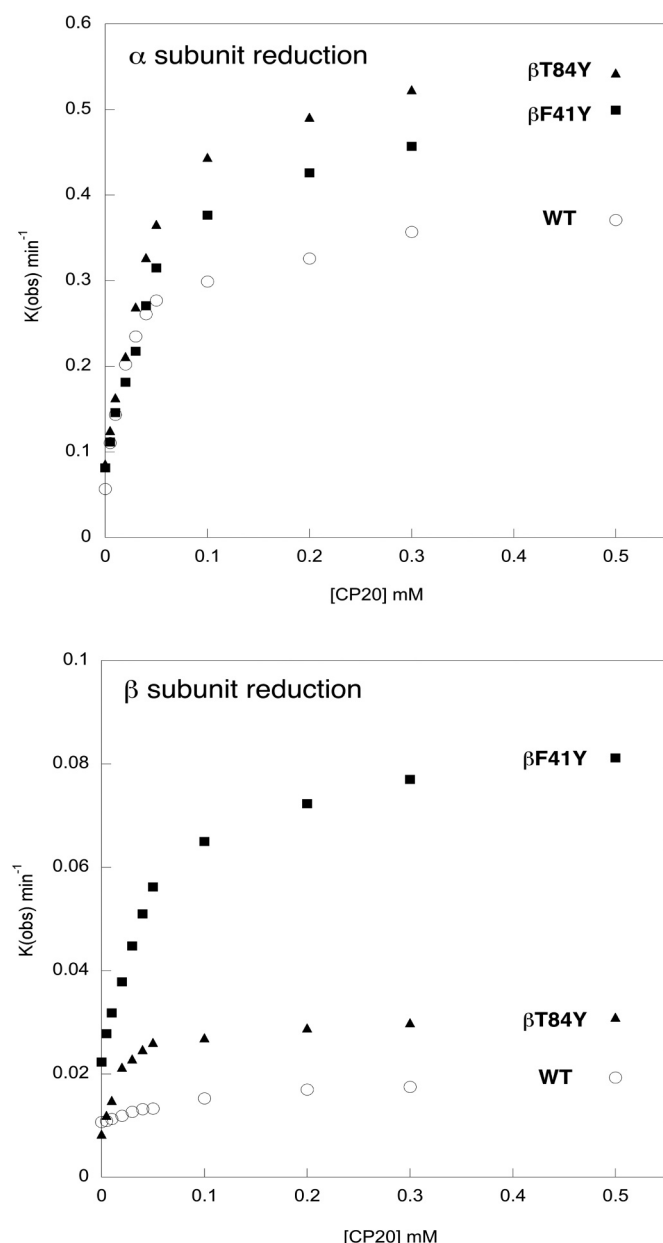 α subunit reduction
0.6
0.5
0.4
0.3
0.2
0.1
0
K(obs) min⁻¹
βT84Y
βF41Y
WT
0 0.1 0.2 0.3 0.4 0.5
[CP20] mM
β subunit reduction
0.1
0.08
0.06
0.04
0.02
0
K(obs) min⁻¹
βF41Y
βT84Y
WT
0 0.1 0.2 0.3 0.4 0.5
[CP20] mM